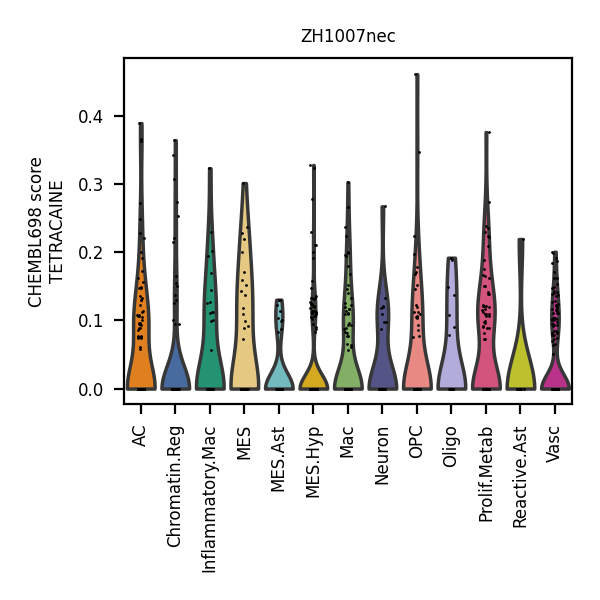 ZH1007nec
CHEMBL698 score
TETRACAINE
0.4
0.3
0.2
0.1
0.0
AC
Chromatin.Reg
Inflammatory.Mac
MES
MES.Ast
MES.Hyp
Mac
Neuron
OPC
Oligo
Prolif.Metab
Reactive.Ast
Vasc